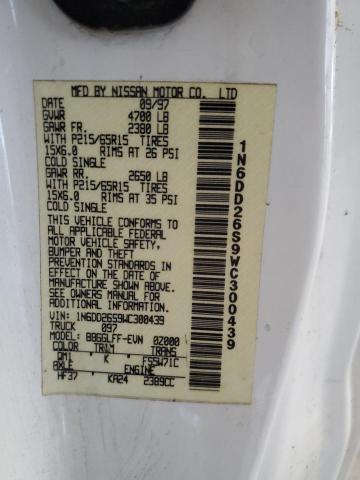 MFD BY NISSAN MOTOR CO. LTD
DATE 09/97
GVWR 4700 LB
GAWR FR. 2380 LB
WITH P215/65R15 TIRES
15X6.0 RIMS AT 26 PSI
COLD SINGLE
GAWR RR. 2650 LB
WITH P215/65R15 TIRES
15X6.0 RIMS AT 35 PSI
COLD SINGLE
THIS VEHICLE CONFORMS TO
ALL APPLICABLE FEDERAL
MOTOR VEHICLE SAFETY,
BUMPER AND THEFT
PREVENTION STANDARDS IN
EFFECT ON THE DATE OF
MANUFACTURE SHOWN ABOVE.
SEE OWNERS MANUAL FOR
ADDITIONAL INFORMATION.
VIN: 1N6DD26S9WC300439
TRUCK 097
MODEL: BBGGLFF-EVN 0Z000
COLOR TRIM TRANS
QM1 K FS5W71C
AXLE ENGINE
HF37 KA24 2389CC
1N6DD26S9WC300439